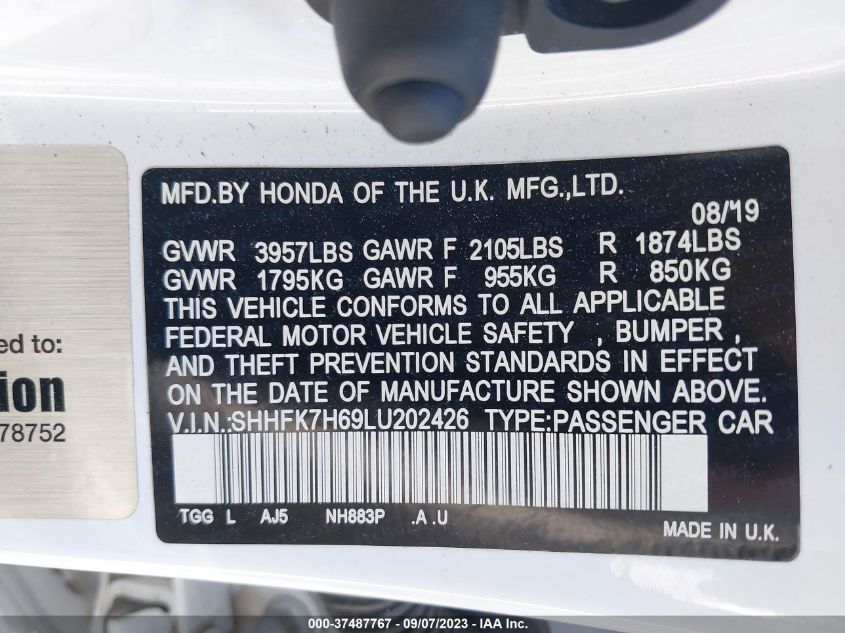 MFD.BY HONDA OF THE U.K. MFG.,LTD.
08/19
GVWR 3957LBS GAWR F 2105LBS R 1874LBS
GVWR 1795KG GAWR F 955KG R 850KG
THIS VEHICLE CONFORMS TO ALL APPLICABLE
FEDERAL MOTOR VEHICLE SAFETY , BUMPER ,
AND THEFT PREVENTION STANDARDS IN EFFECT
ON THE DATE OF MANUFACTURE SHOWN ABOVE.
V.I.N.:SHHFK7H69LU202426 TYPE:PASSENGER CAR
TGG L AJ5 NH883P .A .U
MADE IN U.K.
ed to:
ion
78752
000-37487767 - 09/07/2023 - IAA Inc.